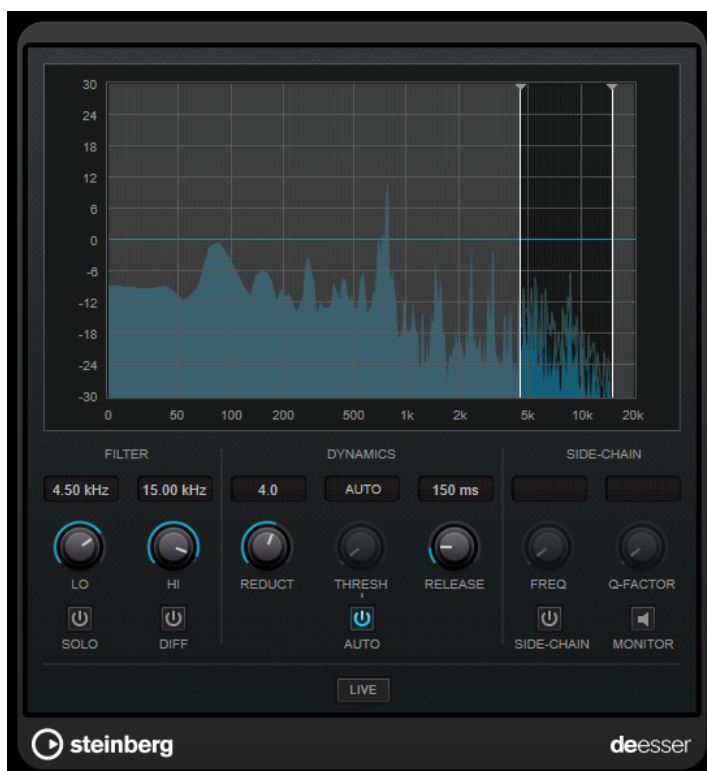 30
24
18
12
6
0
-6
-12
-18
-24
-30
0 50 100 200 500 1k 2k 5k 10k 20k
FILTER DYNAMICS SIDE-CHAIN
4.50 kHz 15.00 kHz 4.0 AUTO 150 ms
LO HI REDUCT THRESH RELEASE FREQ Q-FACTOR
SOLO DIFF AUTO SIDE-CHAIN MONITOR
LIVE
steinberg deesser